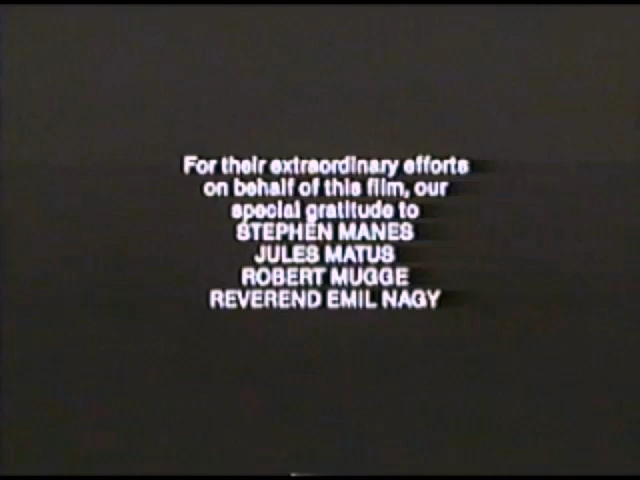 For their extraordinary efforts
on behalf of this film, our
special gratitude to
STEPHEN MANES
JULES MATUS
ROBERT MUGGE
REVEREND EMIL NAGY